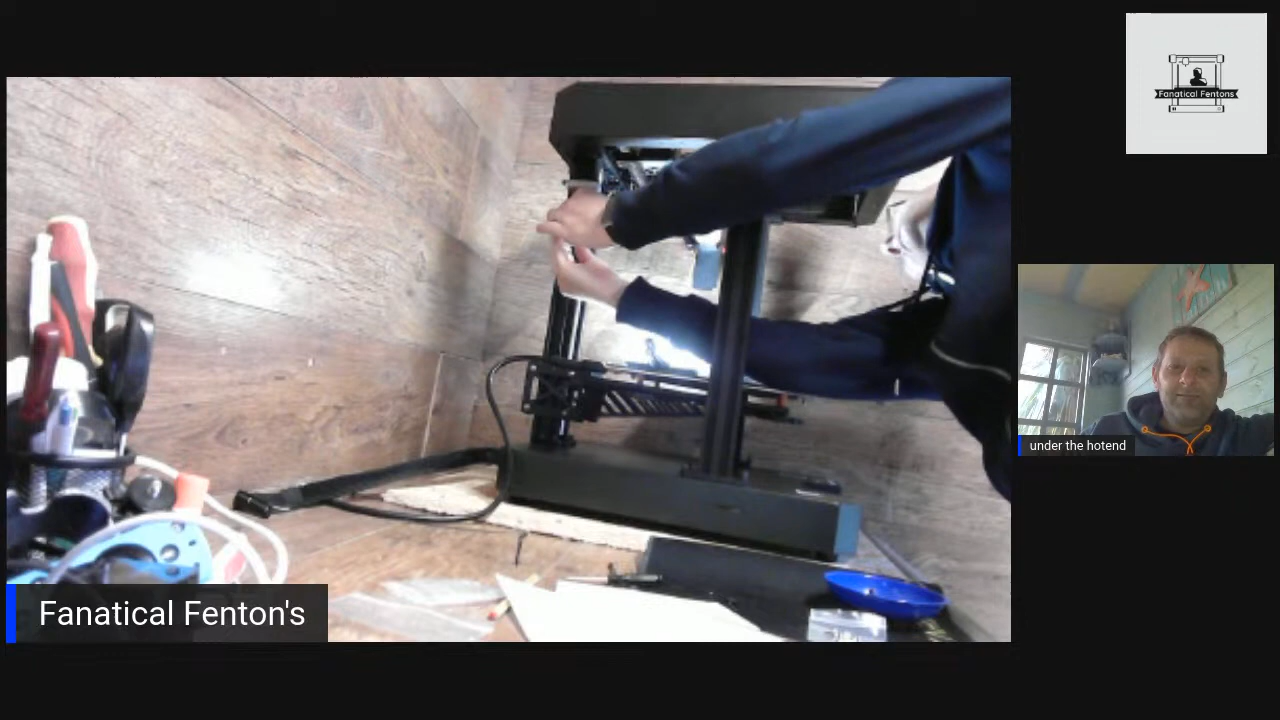 Fanatical Fentons
under the hotend
Fanatical Fenton's